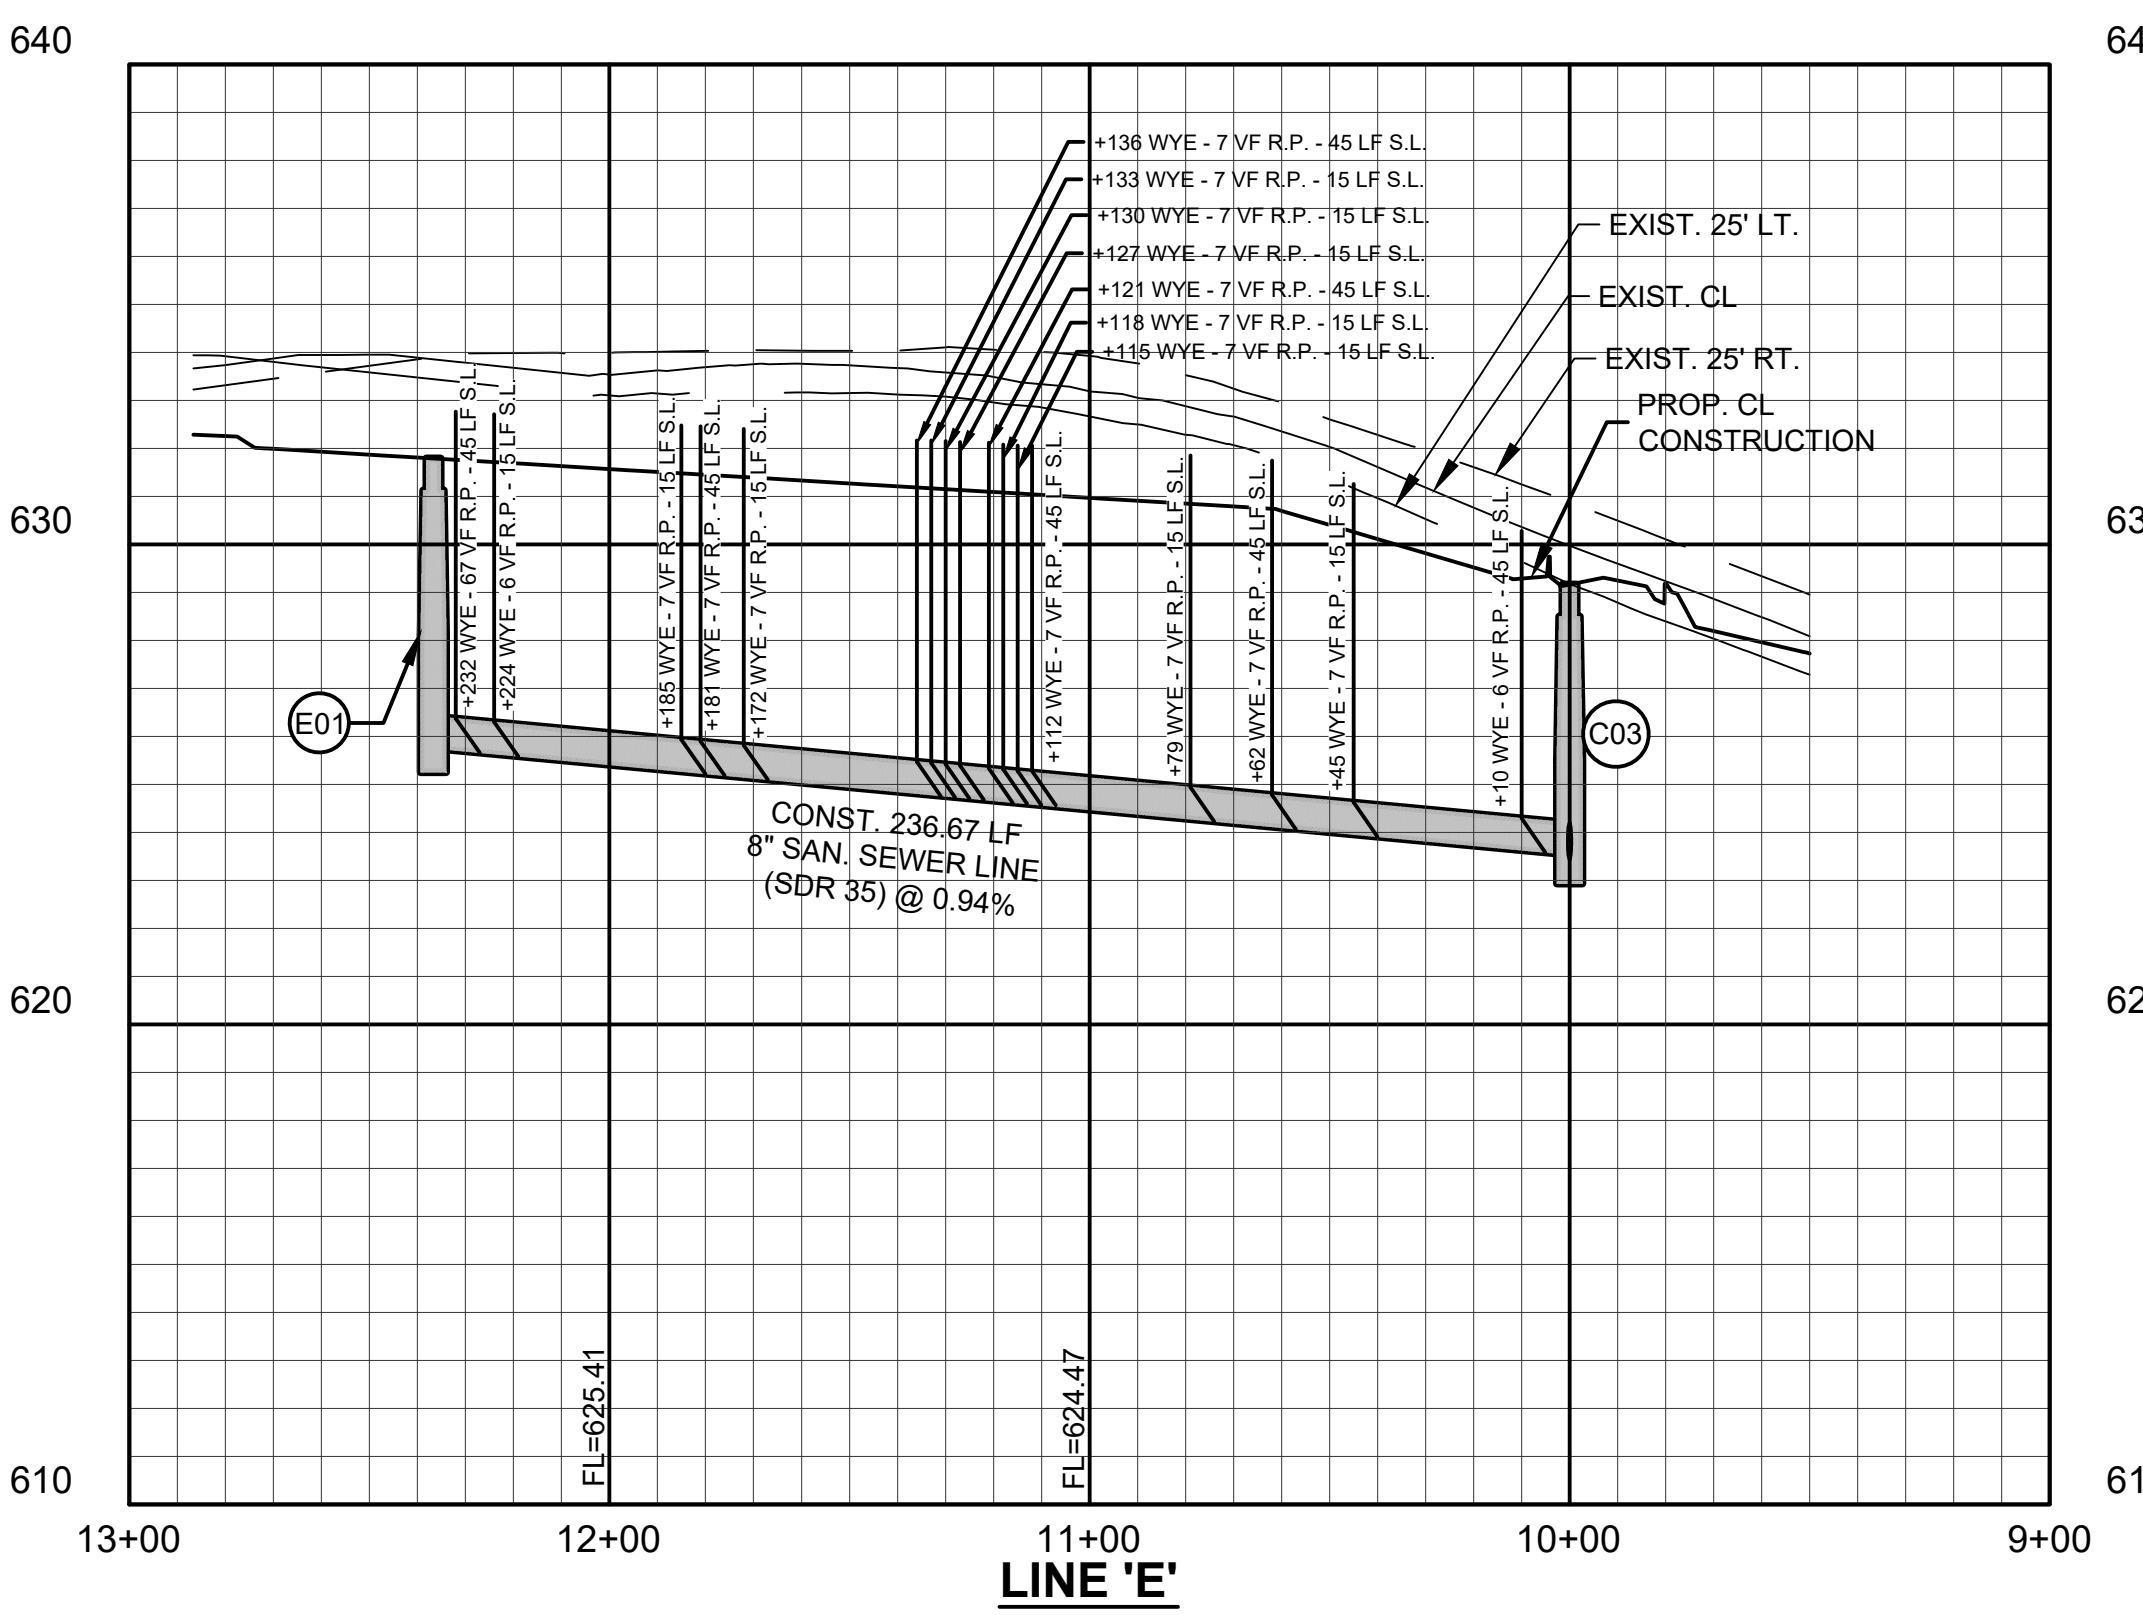 640
64
+136 WYE - 7 VF R.P. - 45 LF S.L.
+133 WYE - 7 VF R.P. - 15 LF S.L.
+130 WYE - 7 VF R.P. - 15 LF S.L.
+127 WYE - 7 VF R.P. - 15 LF S.L.
+121 WYE - 7 VF R.P. - 45 LF S.L.
+118 WYE - 7 VF R.P. - 15 LF S.L.
+115 WYE - 7 VF R.P. - 15 LF S.L.
EXIST. 25' LT.
EXIST. CL
EXIST. 25' RT.
PROP. CL
CONSTRUCTION
+232 WYE - 67 VF R.P. - 45 LF S.L.
+224 WYE - 6 VF R.P. - 15 LF S.L.
+185 WYE - 7 VF R.P. - 15 LF S.L.
+181 WYE - 7 VF R.P. - 45 LF S.L.
+172 WYE - 7 VF R.P. - 15 LF S.L.
+112 WYE - 7 VF R.P. - 45 LF S.L.
+79 WYE - 7 VF R.P. - 15 LF S.L.
+62 WYE - 7 VF R.P. - 45 LF S.L.
+45 WYE - 7 VF R.P. - 15 LF S.L.
+10 WYE - 6 VF R.P. - 45 LF S.L.
630
63
E01
C03
CONST. 236.67 LF
8" SAN. SEWER LINE
(SDR 35) @ 0.94%
620
62
FL=625.41
FL=624.47
610
61
13+00
12+00
11+00
10+00
9+00
LINE 'E'